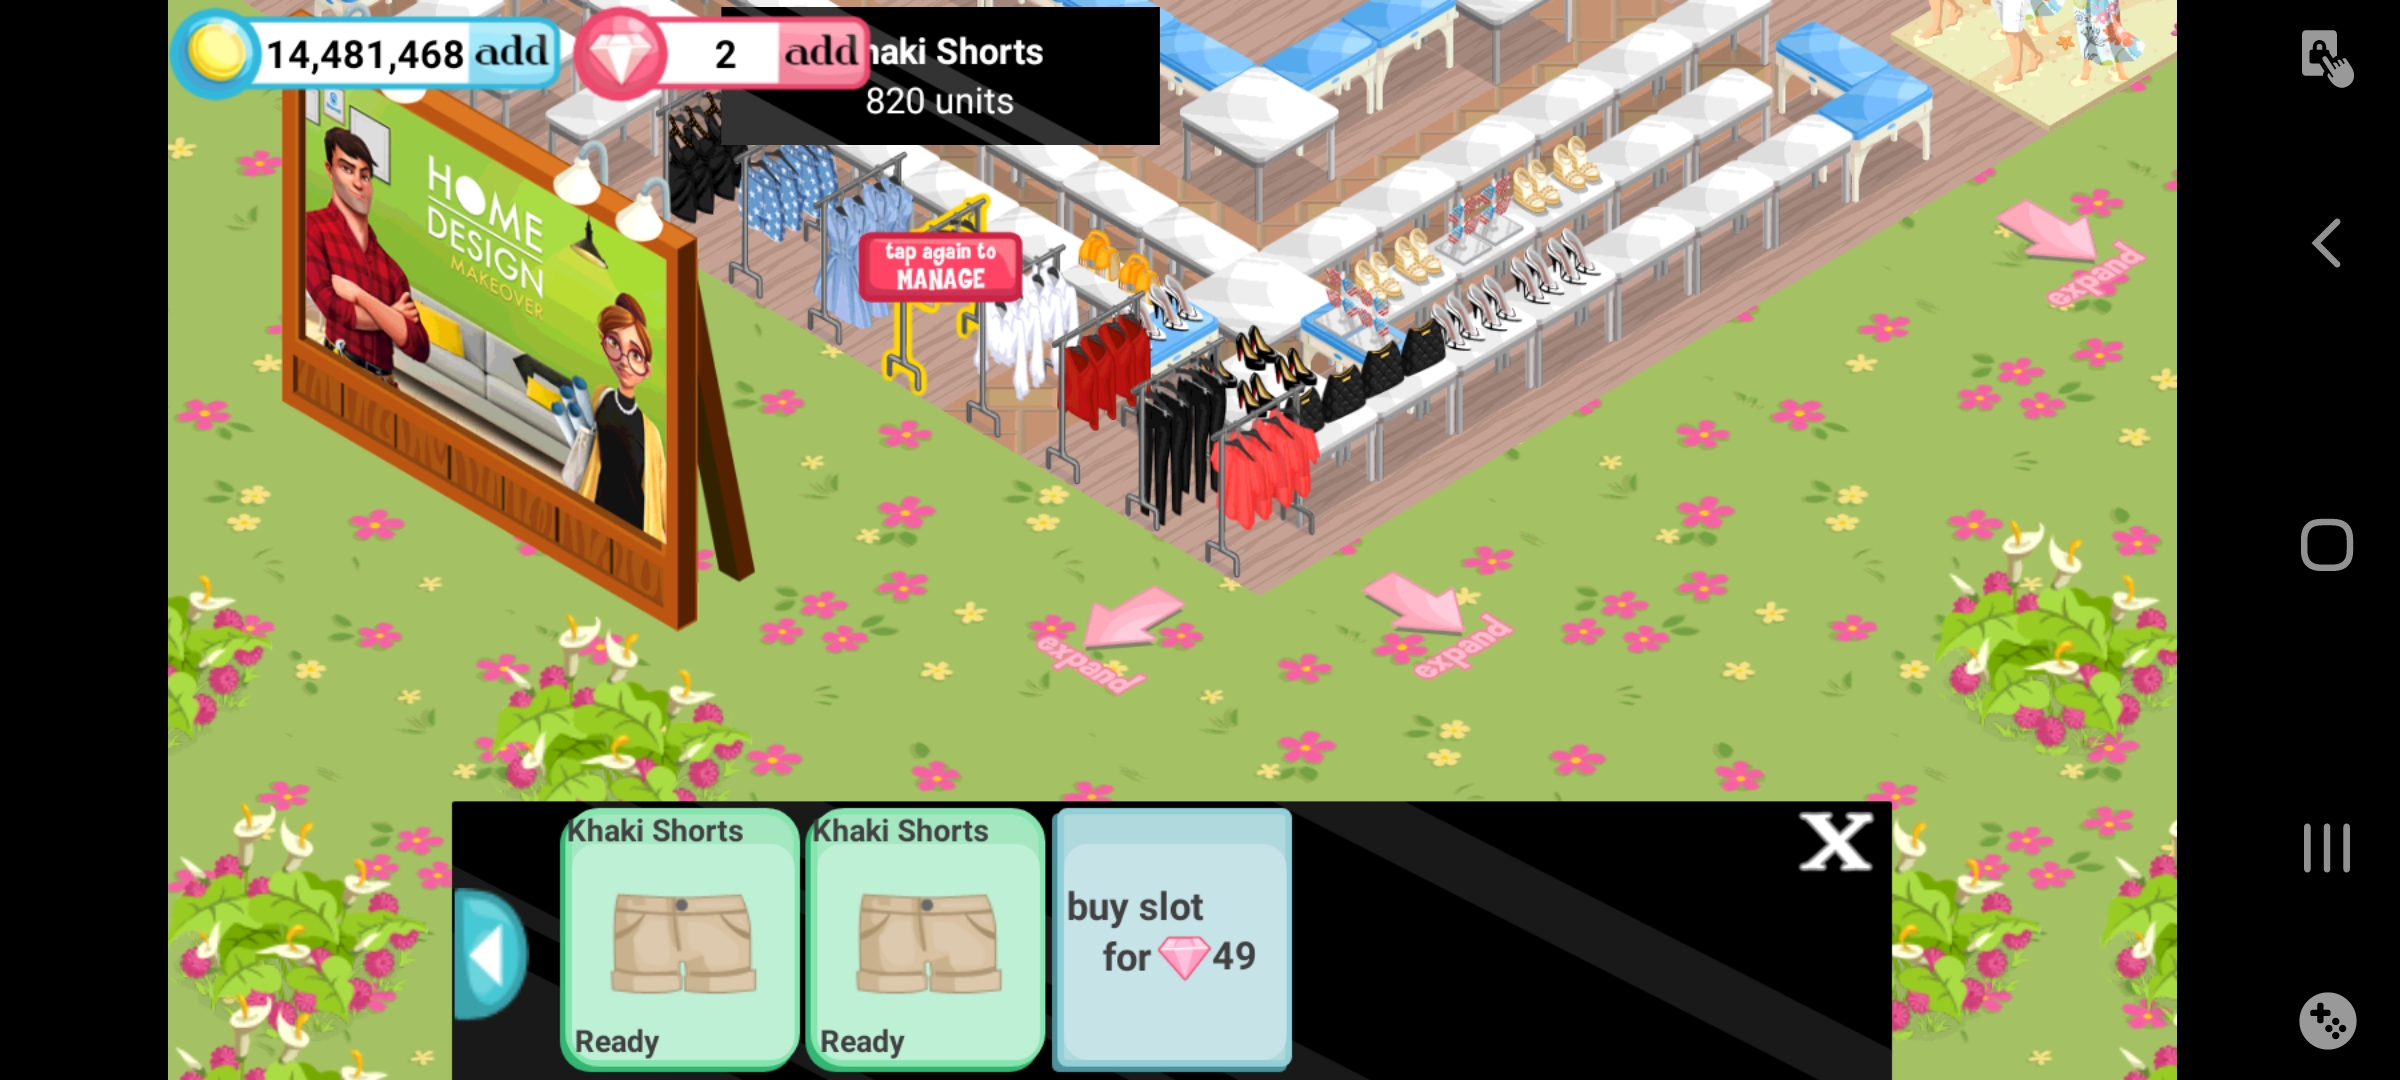 14,481,468 add
2 add
haki Shorts
820 units
HOME
DESIGN
MAKEOVER
tap again to
MANAGE
expand
expand
expand
Khaki Shorts
Ready
Khaki Shorts
Ready
buy slot
for 49
X